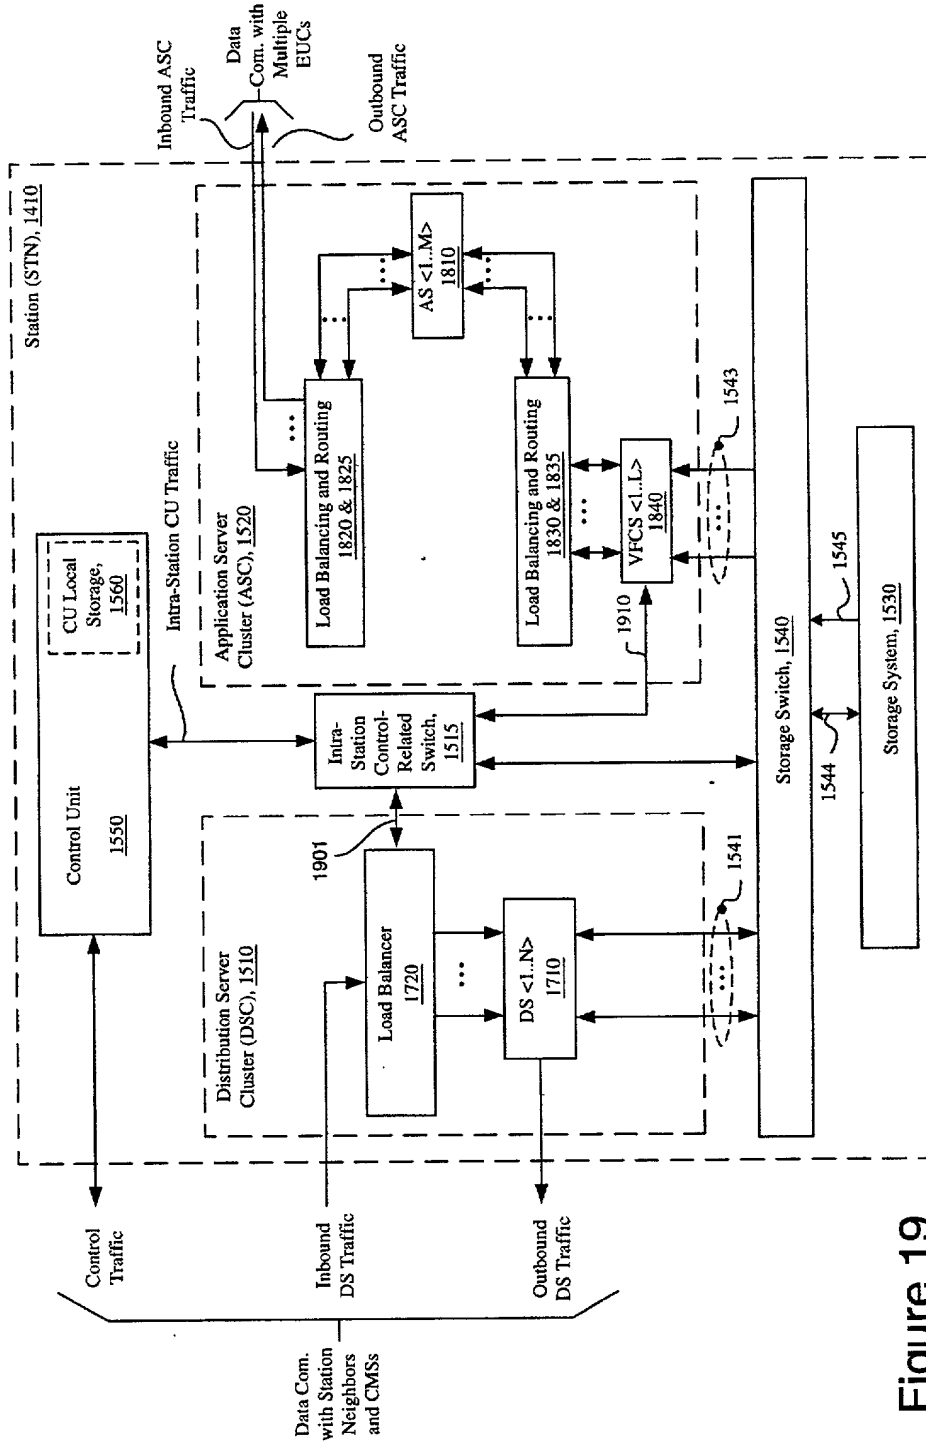 Station (STN), 1410
Control
Traffic
Control Unit
1550
CU Local
Storage,
1560
Intra-Station CU Traffic
Inbound ASC
Traffic
Data
Com. with
Multiple
EUCs
Outbound
ASC Traffic
Data Com.
with Station
Neighbors
and CMSs
Inbound
DS Traffic
Outbound
DS Traffic
Distribution Server
Cluster (DSC), 1510
Load Balancer
1720
...
DS <1..N>
1710
1901
Intra-
Station
Control-
Related
Switch,
1515
Application Server
Cluster (ASC), 1520
Load Balancing and Routing
1820 & 1825
...
...
...
AS <1..M>
1810
...
...
Load Balancing and Routing
1830 & 1835
...
VFCS <1..L>
1840
1910
...
1541
...
1543
Storage Switch, 1540
1544
1545
Storage System, 1530
Figure 19